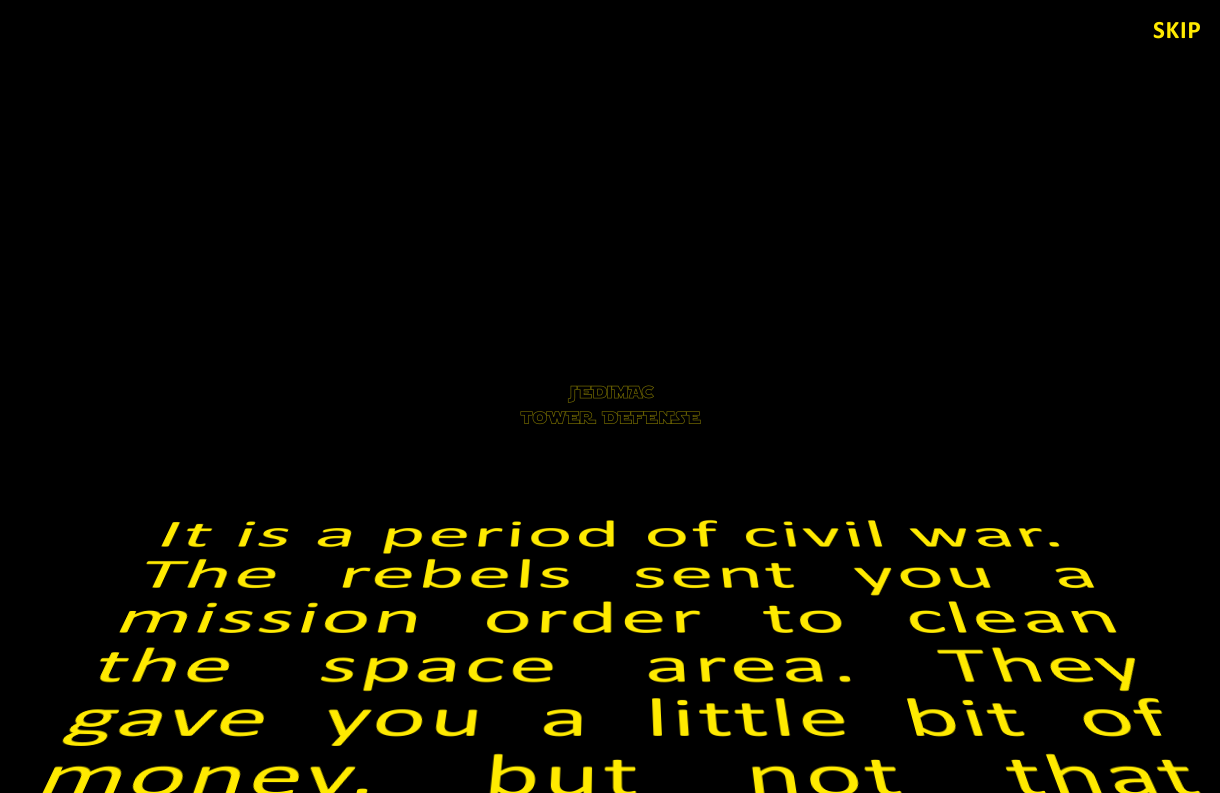 SKIP
JEDIMAC
TOWER DEFENSE
It is a period of civil war.
The rebels sent you a
mission order to clean
the space area. They
gave you a little bit of
money, but not that